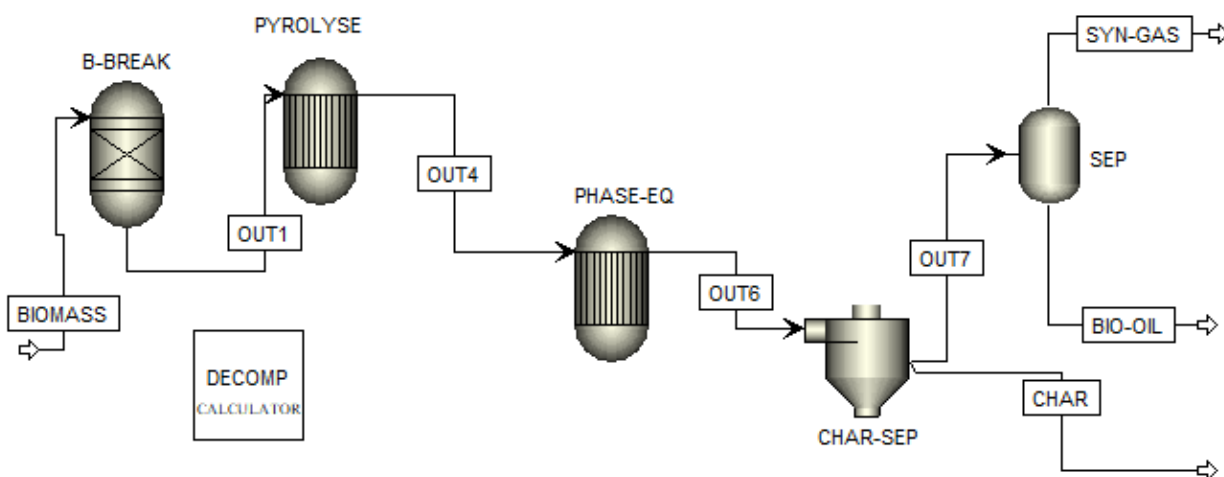 PYROLYSE
SYN-GAS
B-BREAK
SEP
OUT4
PHASE-EQ
OUT1
OUT7
OUT6
BIOMASS
BIO-OIL
DECOMP
CALCULATOR
CHAR
CHAR-SEP